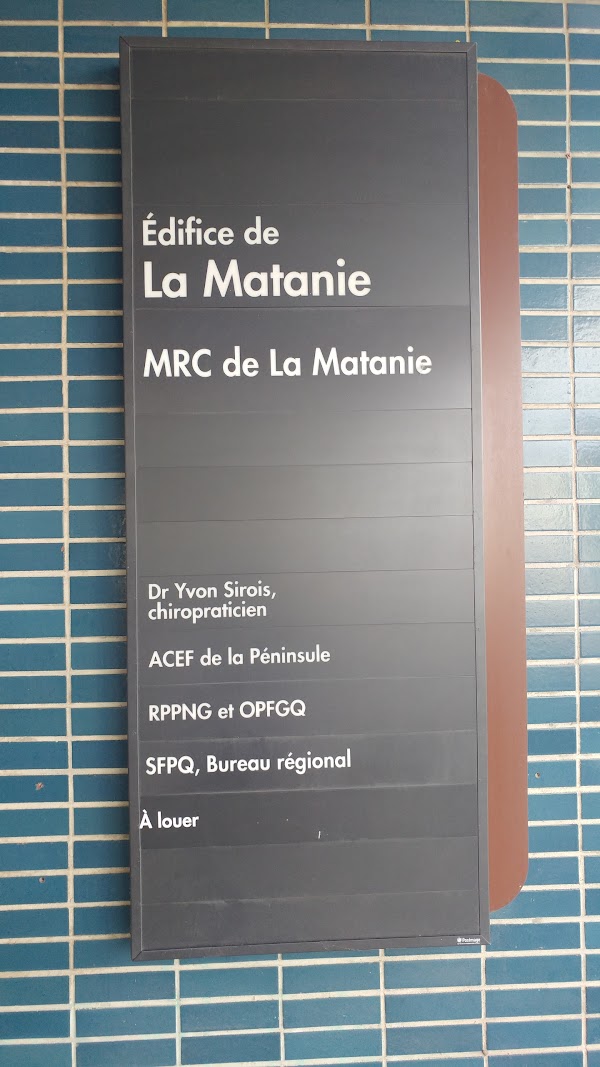 Édifice de
La Matanie
MRC de La Matanie
Dr Yvon Sirois,
chiropraticien
ACEF de la Péninsule
RPPNG et OPFGQ
SFPQ, Bureau régional
À louer